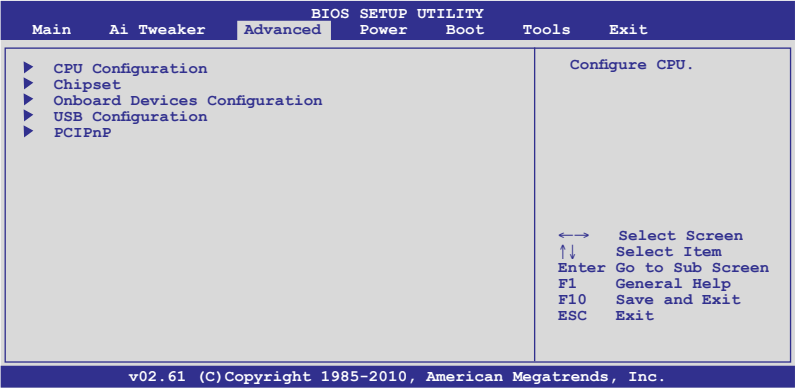 BIOS SETUP UTILITY
Main Ai Tweaker Advanced Power Boot Tools Exit
CPU Configuration
Chipset
Onboard Devices Configuration
USB Configuration
PCIPnP
Configure CPU.
←→ Select Screen
↑↓ Select Item
Enter Go to Sub Screen
F1 General Help
F10 Save and Exit
ESC Exit
v02.61 (C)Copyright 1985-2010, American Megatrends, Inc.